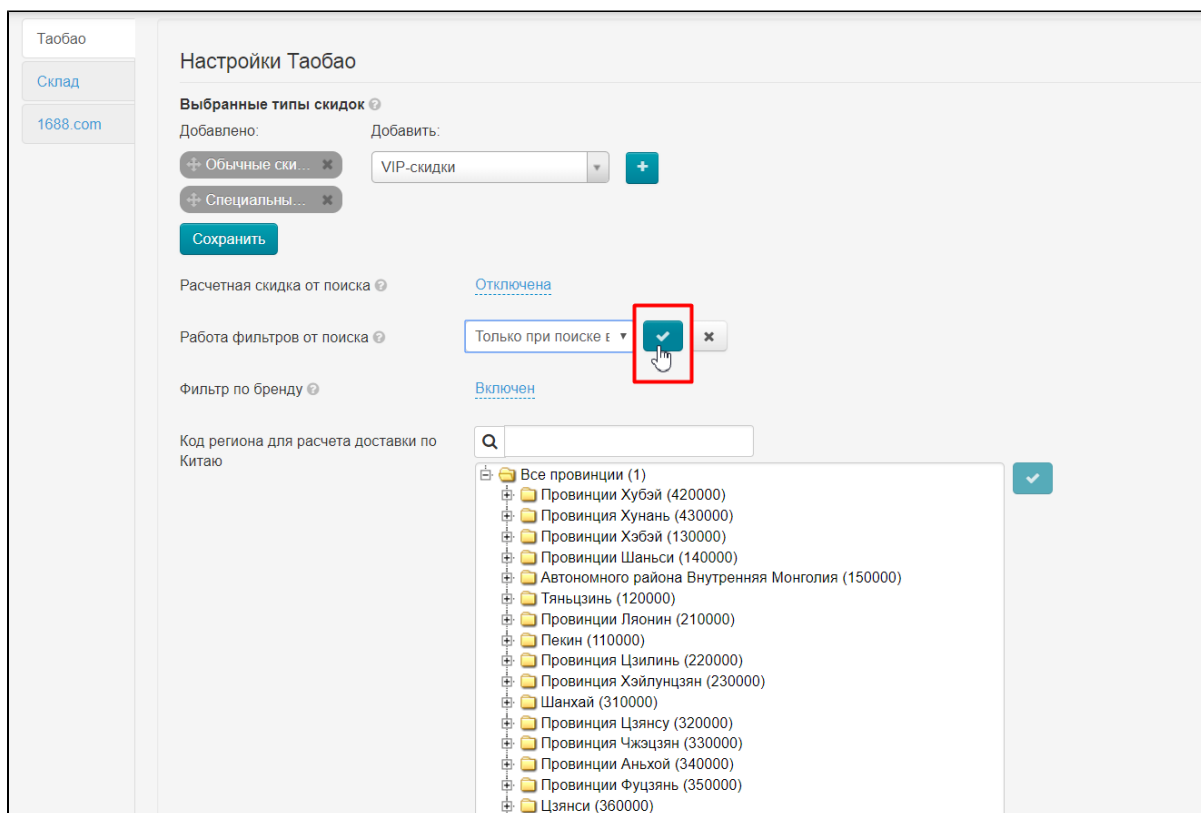 Таобао
Склад
1688.com
Настройки Таобао
Выбранные типы скидок
Добавлено:
Добавить:
Обычные ски...
VIP-скидки
Специальны...
Сохранить
Расчетная скидка от поиска
Отключена
Работа фильтров от поиска
Только при поиске в
Фильтр по бренду
Включен
Код региона для расчета доставки по
Китаю
Все провинции (1)
Провинции Хубэй (420000)
Провинция Хунань (430000)
Провинция Хэбэй (130000)
Провинции Шаньси (140000)
Автономного района Внутренняя Монголия (150000)
Тяньцзинь (120000)
Провинции Ляонин (210000)
Пекин (110000)
Провинция Цзилинь (220000)
Провинция Хэйлунцзян (230000)
Шанхай (310000)
Провинция Цзянсу (320000)
Провинция Чжэцзян (330000)
Провинции Аньхой (340000)
Провинции Фуцзянь (350000)
Цзянси (360000)